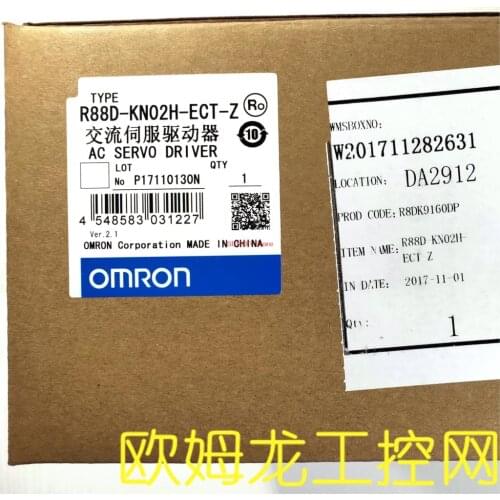 TYPE
R88D-KN02H-ECT-Z
Ro
交流伺服驱动器
10
AC SERVO DRIVER
LOT
QTY
No P17110130N
1
4 548583 031227
Ver.2.1
OMRON Corporation MADE IN CHINA
OMRON
WMSBOXNO:
W201711282631
LOCATION: DA2912
PROD CODE: R8DK9160DP
ITEM NAME: R88D-KN02H-
ECT-Z
IN DATE: 2017-11-01
Qty:
1
欧姆龙工控网